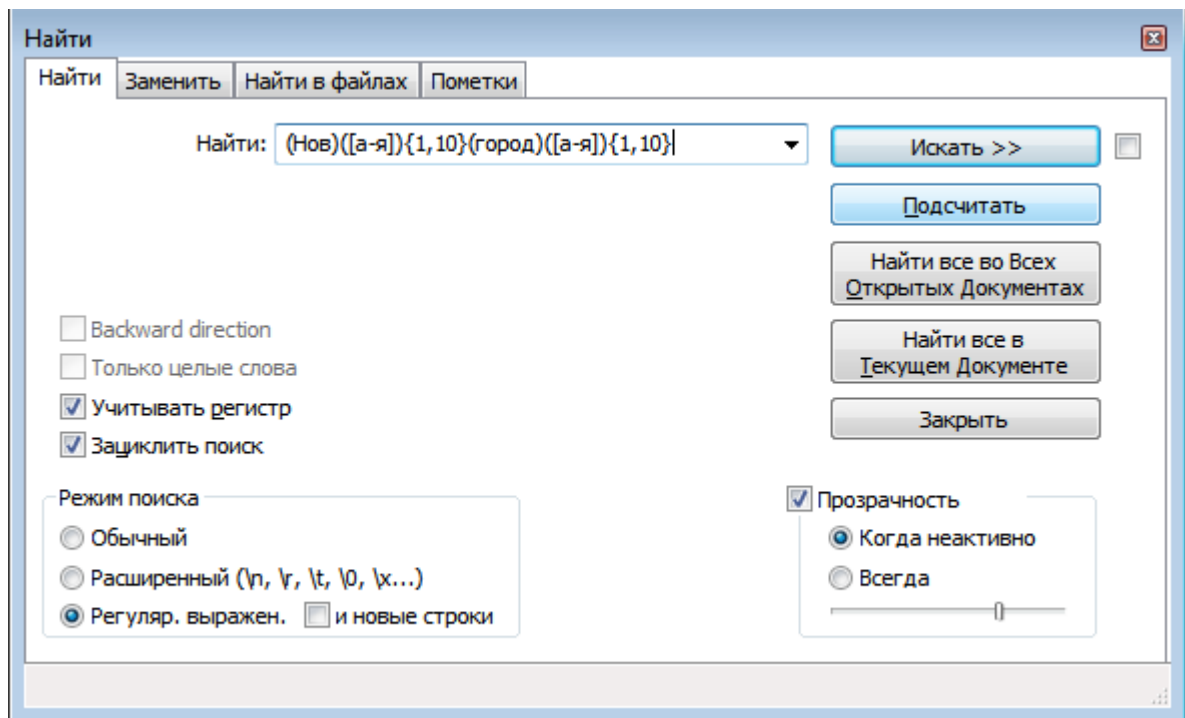 Найти
Найти Заменить Найти в файлах Пометки
Найти: (Нов)([а-я]){1,10}(город)([а-я]){1,10}
Искать >>
Подсчитать
Найти все во Всех
Открытых Документах
Backward direction
Найти все в
Текущем Документе
Только целые слова
Учитывать регистр
Закрыть
Зациклить поиск
Режим поиска
Прозрачность
Обычный
Когда неактивно
Расширенный (\n, \r, \t, \0, \x...)
Всегда
Регуляр. выражен. и новые строки